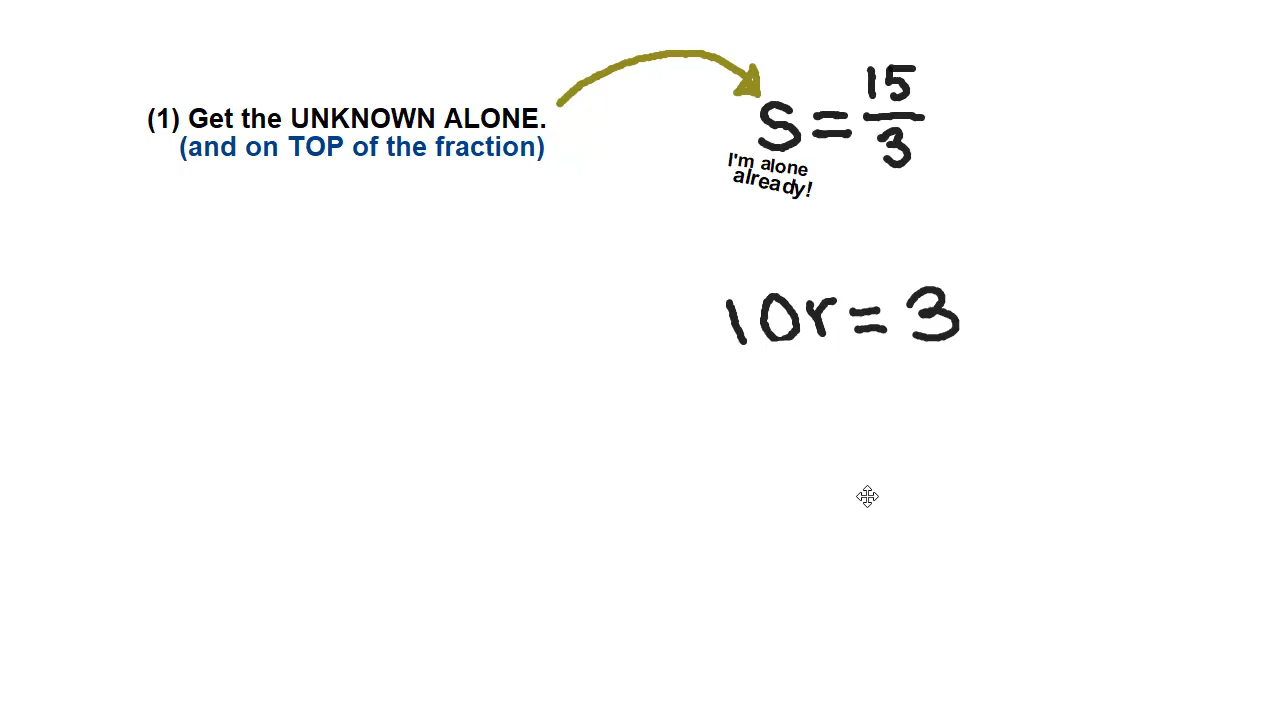 (1) Get the UNKNOWN ALONE.
(and on TOP of the fraction)
S = 15/3
I'm alone
already!
10r = 3